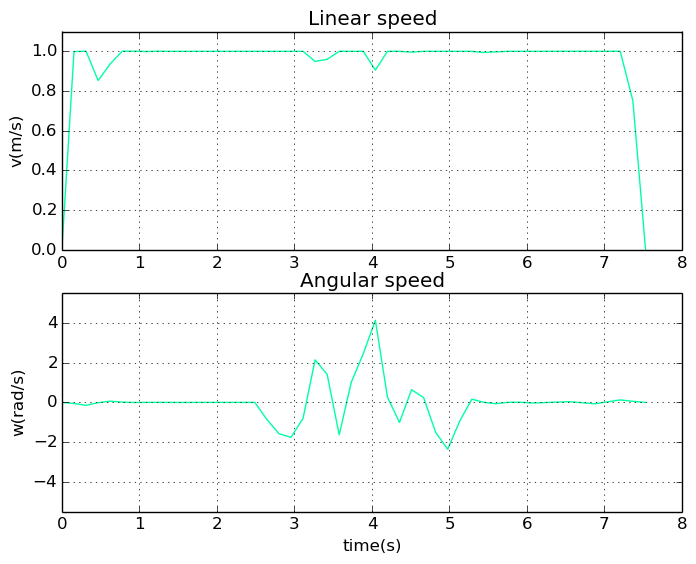 Linear speed
v(m/s)
1.0
0.8
0.6
0.4
0.2
0.0
0 1 2 3 4 5 6 7 8
Angular speed
w(rad/s)
4
2
0
−2
−4
0 1 2 3 4 5 6 7 8
time(s)